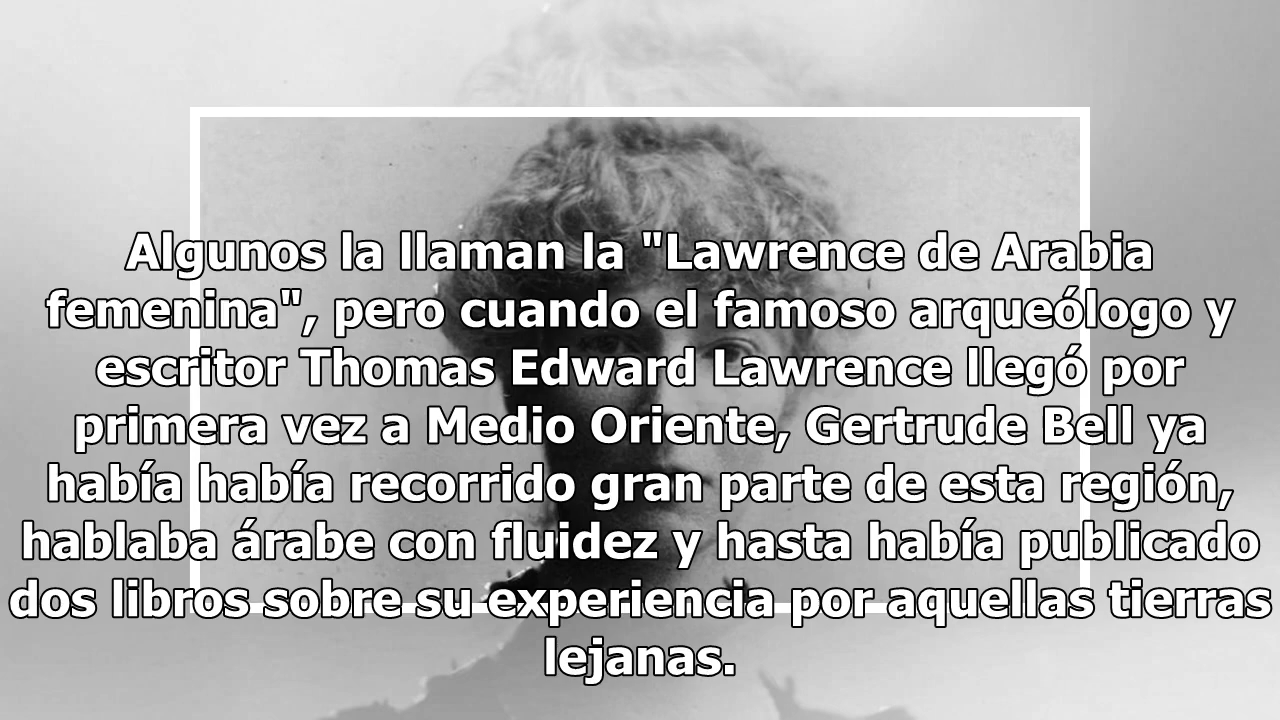 Algunos la llaman la "Lawrence de Arabia
femenina", pero cuando el famoso arqueólogo y
escritor Thomas Edward Lawrence llegó por
primera vez a Medio Oriente, Gertrude Bell ya
había había recorrido gran parte de esta región,
hablaba árabe con fluidez y hasta había publicado
dos libros sobre su experiencia por aquellas tierras
lejanas.